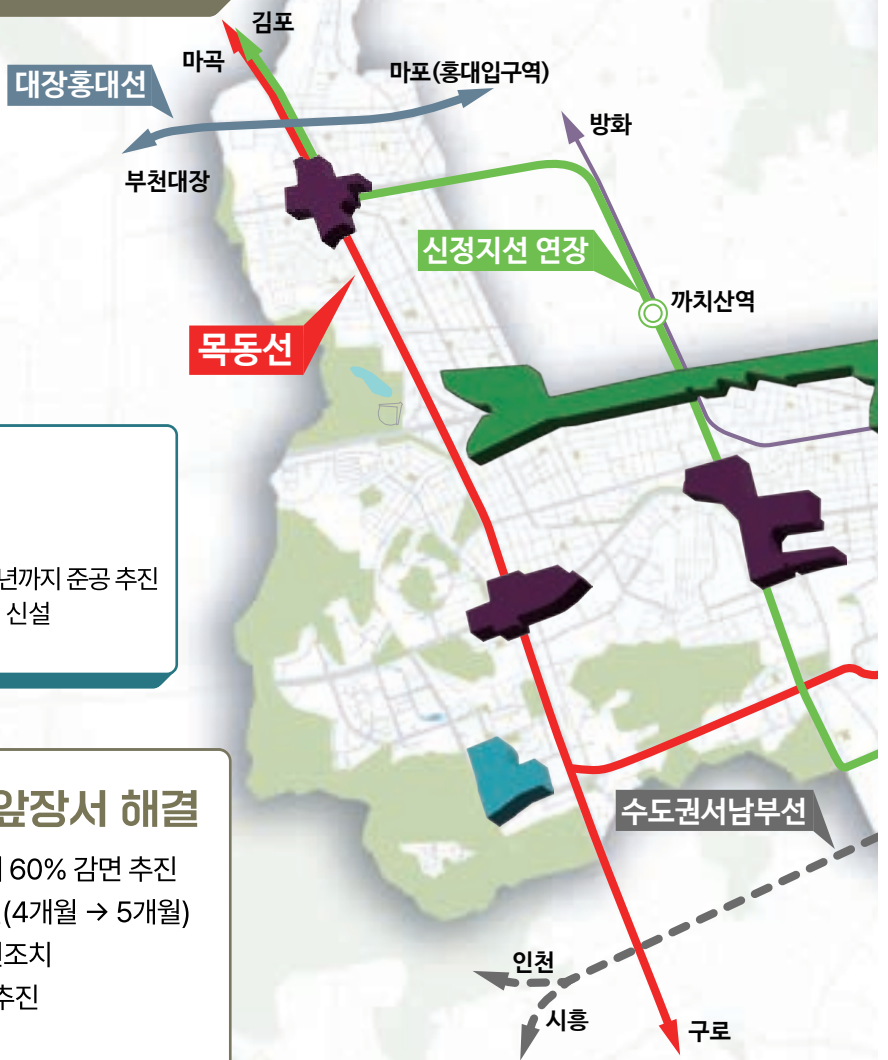 김포
마곡
대장홍대선
마포(홍대입구역)
방화
부천대장
신정지선 연장
까치산역
목동선
년까지 준공 추진
신설
앞장서 해결
60% 감면 추진
(4개월 → 5개월)
조치
추진
수도권서남부선
인천
시흥
구로